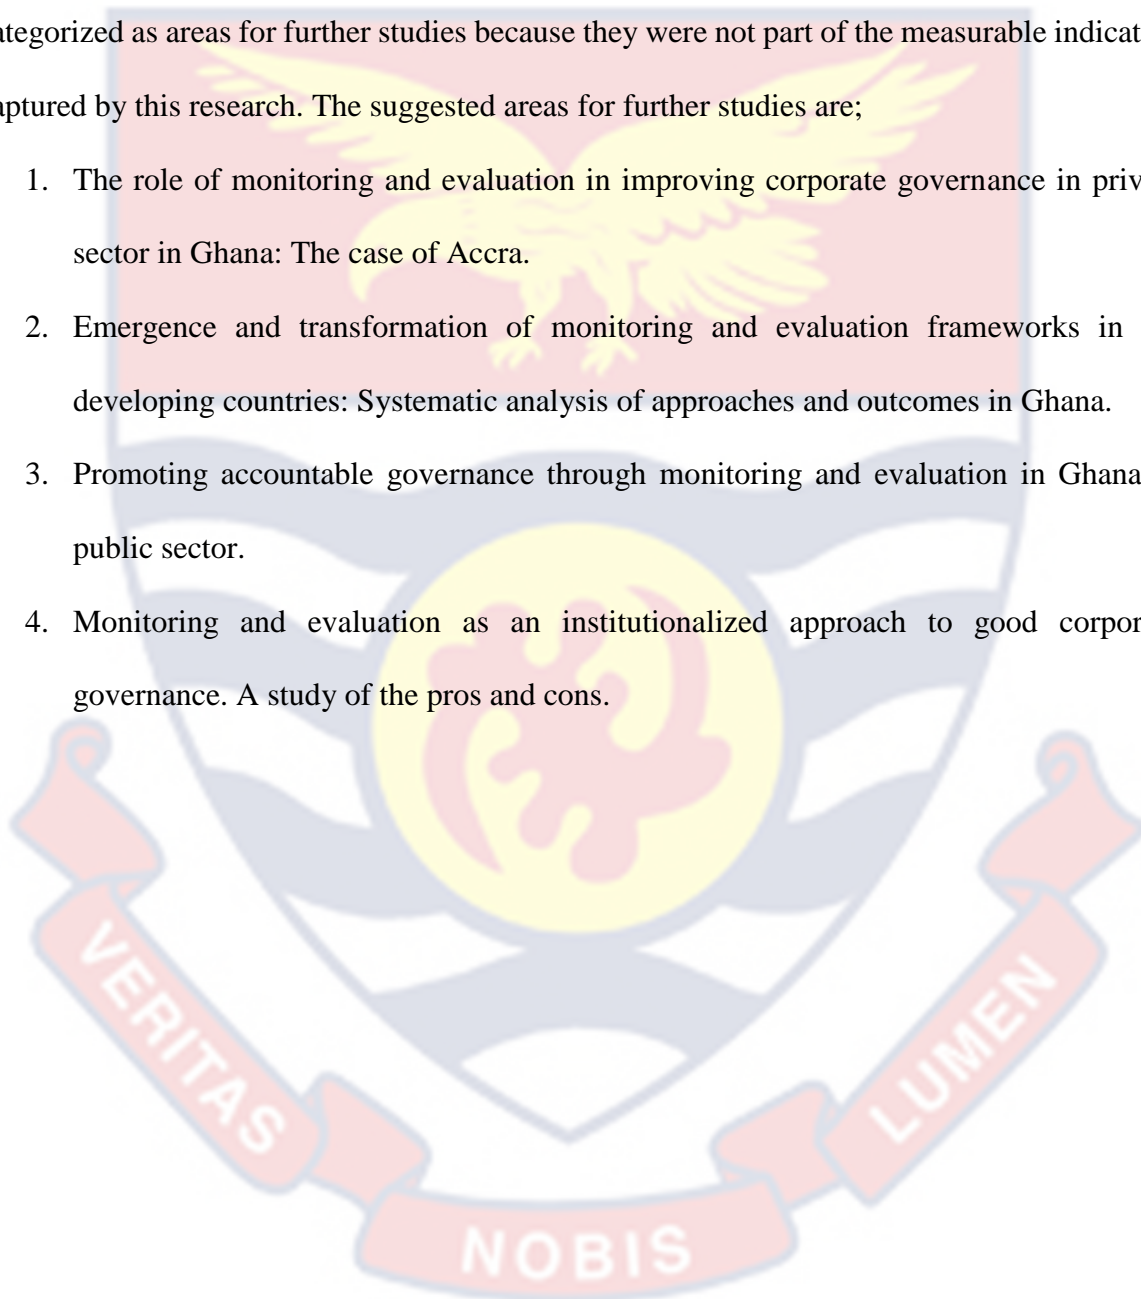 ategorized as areas for further studies because they were not part of the measurable indicat
aptured by this research. The suggested areas for further studies are;
1. The role of monitoring and evaluation in improving corporate governance in priv
sector in Ghana: The case of Accra.
2. Emergence and transformation of monitoring and evaluation frameworks in
developing countries: Systematic analysis of approaches and outcomes in Ghana.
3. Promoting accountable governance through monitoring and evaluation in Ghana
public sector.
4. Monitoring and evaluation as an institutionalized approach to good corpor
governance. A study of the pros and cons.
VERITAS
NOBIS
LUMEN